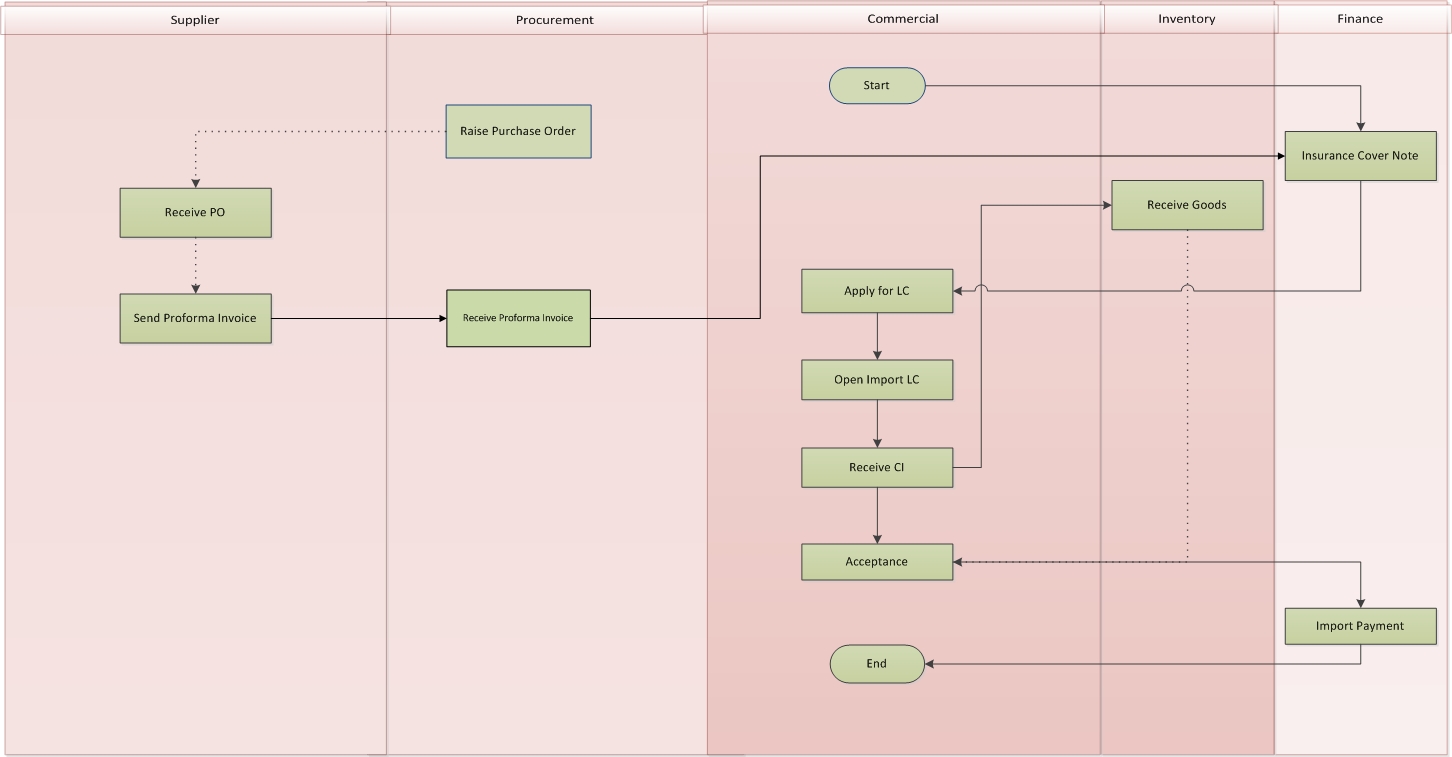 Supplier
Procurement
Commercial
Inventory
Finance
Start
Raise Purchase Order
Insurance Cover Note
Receive PO
Receive Goods
Apply for LC
Send Proforma Invoice
Receive Proforma Invoice
Open Import LC
Receive CI
Acceptance
Import Payment
End